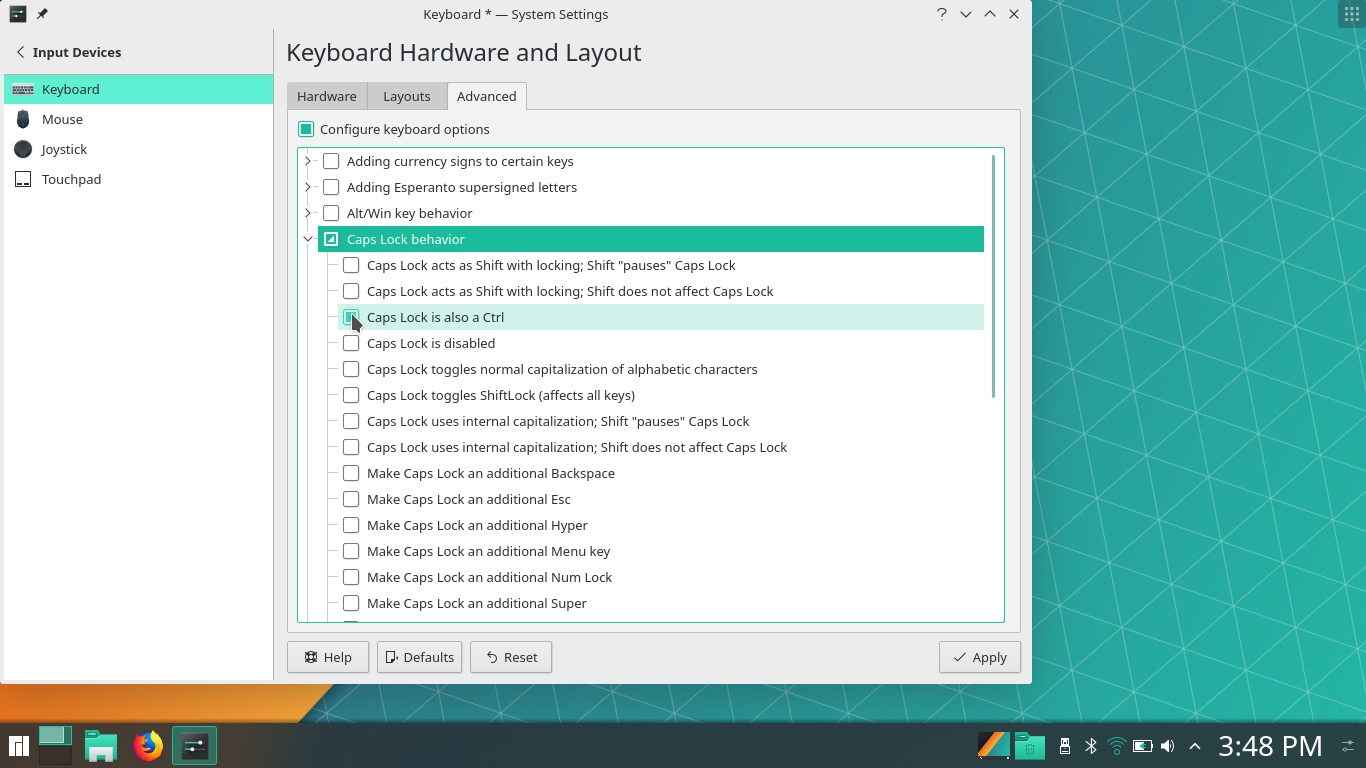 Keyboard * — System Settings
Input Devices
Keyboard
Mouse
Joystick
Touchpad
Keyboard Hardware and Layout
Hardware
Layouts
Advanced
Configure keyboard options
Adding currency signs to certain keys
Adding Esperanto supersigned letters
Alt/Win key behavior
Caps Lock behavior
Caps Lock acts as Shift with locking; Shift "pauses" Caps Lock
Caps Lock acts as Shift with locking; Shift does not affect Caps Lock
Caps Lock is also a Ctrl
Caps Lock is disabled
Caps Lock toggles normal capitalization of alphabetic characters
Caps Lock toggles ShiftLock (affects all keys)
Caps Lock uses internal capitalization; Shift "pauses" Caps Lock
Caps Lock uses internal capitalization; Shift does not affect Caps Lock
Make Caps Lock an additional Backspace
Make Caps Lock an additional Esc
Make Caps Lock an additional Hyper
Make Caps Lock an additional Menu key
Make Caps Lock an additional Num Lock
Make Caps Lock an additional Super
Help
Defaults
Reset
Apply
3:48 PM